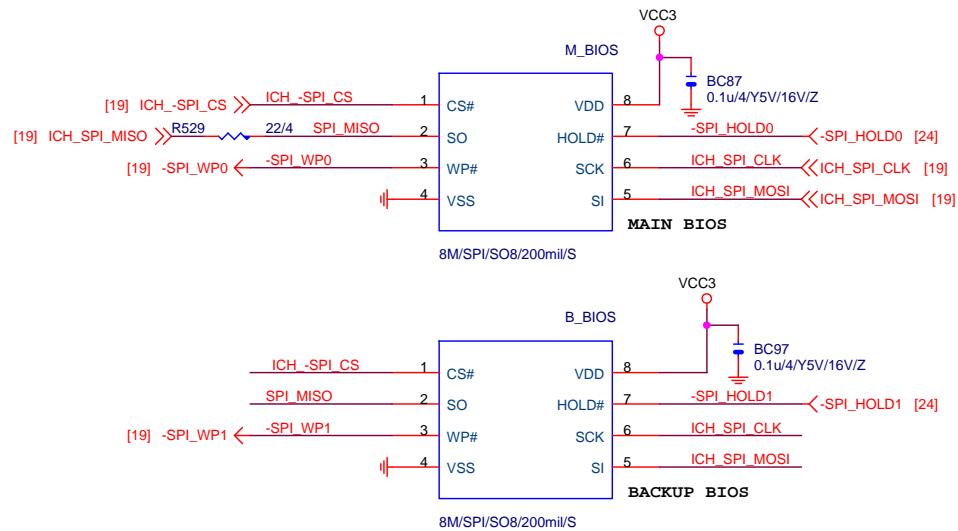 VCC3
M_BIOS
BC87
0.1u/4/Y5V/16V/Z
[19] ICH_-SPI_CS ICH_-SPI_CS 1 CS# VDD 8
[19] ICH_SPI_MISO R529 22/4 SPI_MISO 2 SO HOLD# 7 -SPI_HOLD0 -SPI_HOLD0 [24]
[19] -SPI_WP0 -SPI_WP0 3 WP# SCK 6 ICH_SPI_CLK ICH_SPI_CLK [19]
4 VSS SI 5 ICH_SPI_MOSI ICH_SPI_MOSI [19]
MAIN BIOS
8M/SPI/SO8/200mil/S
VCC3
B_BIOS
BC97
0.1u/4/Y5V/16V/Z
ICH_-SPI_CS 1 CS# VDD 8
SPI_MISO 2 SO HOLD# 7 -SPI_HOLD1 -SPI_HOLD1 [24]
[19] -SPI_WP1 -SPI_WP1 3 WP# SCK 6 ICH_SPI_CLK
4 VSS SI 5 ICH_SPI_MOSI
BACKUP BIOS
8M/SPI/SO8/200mil/S